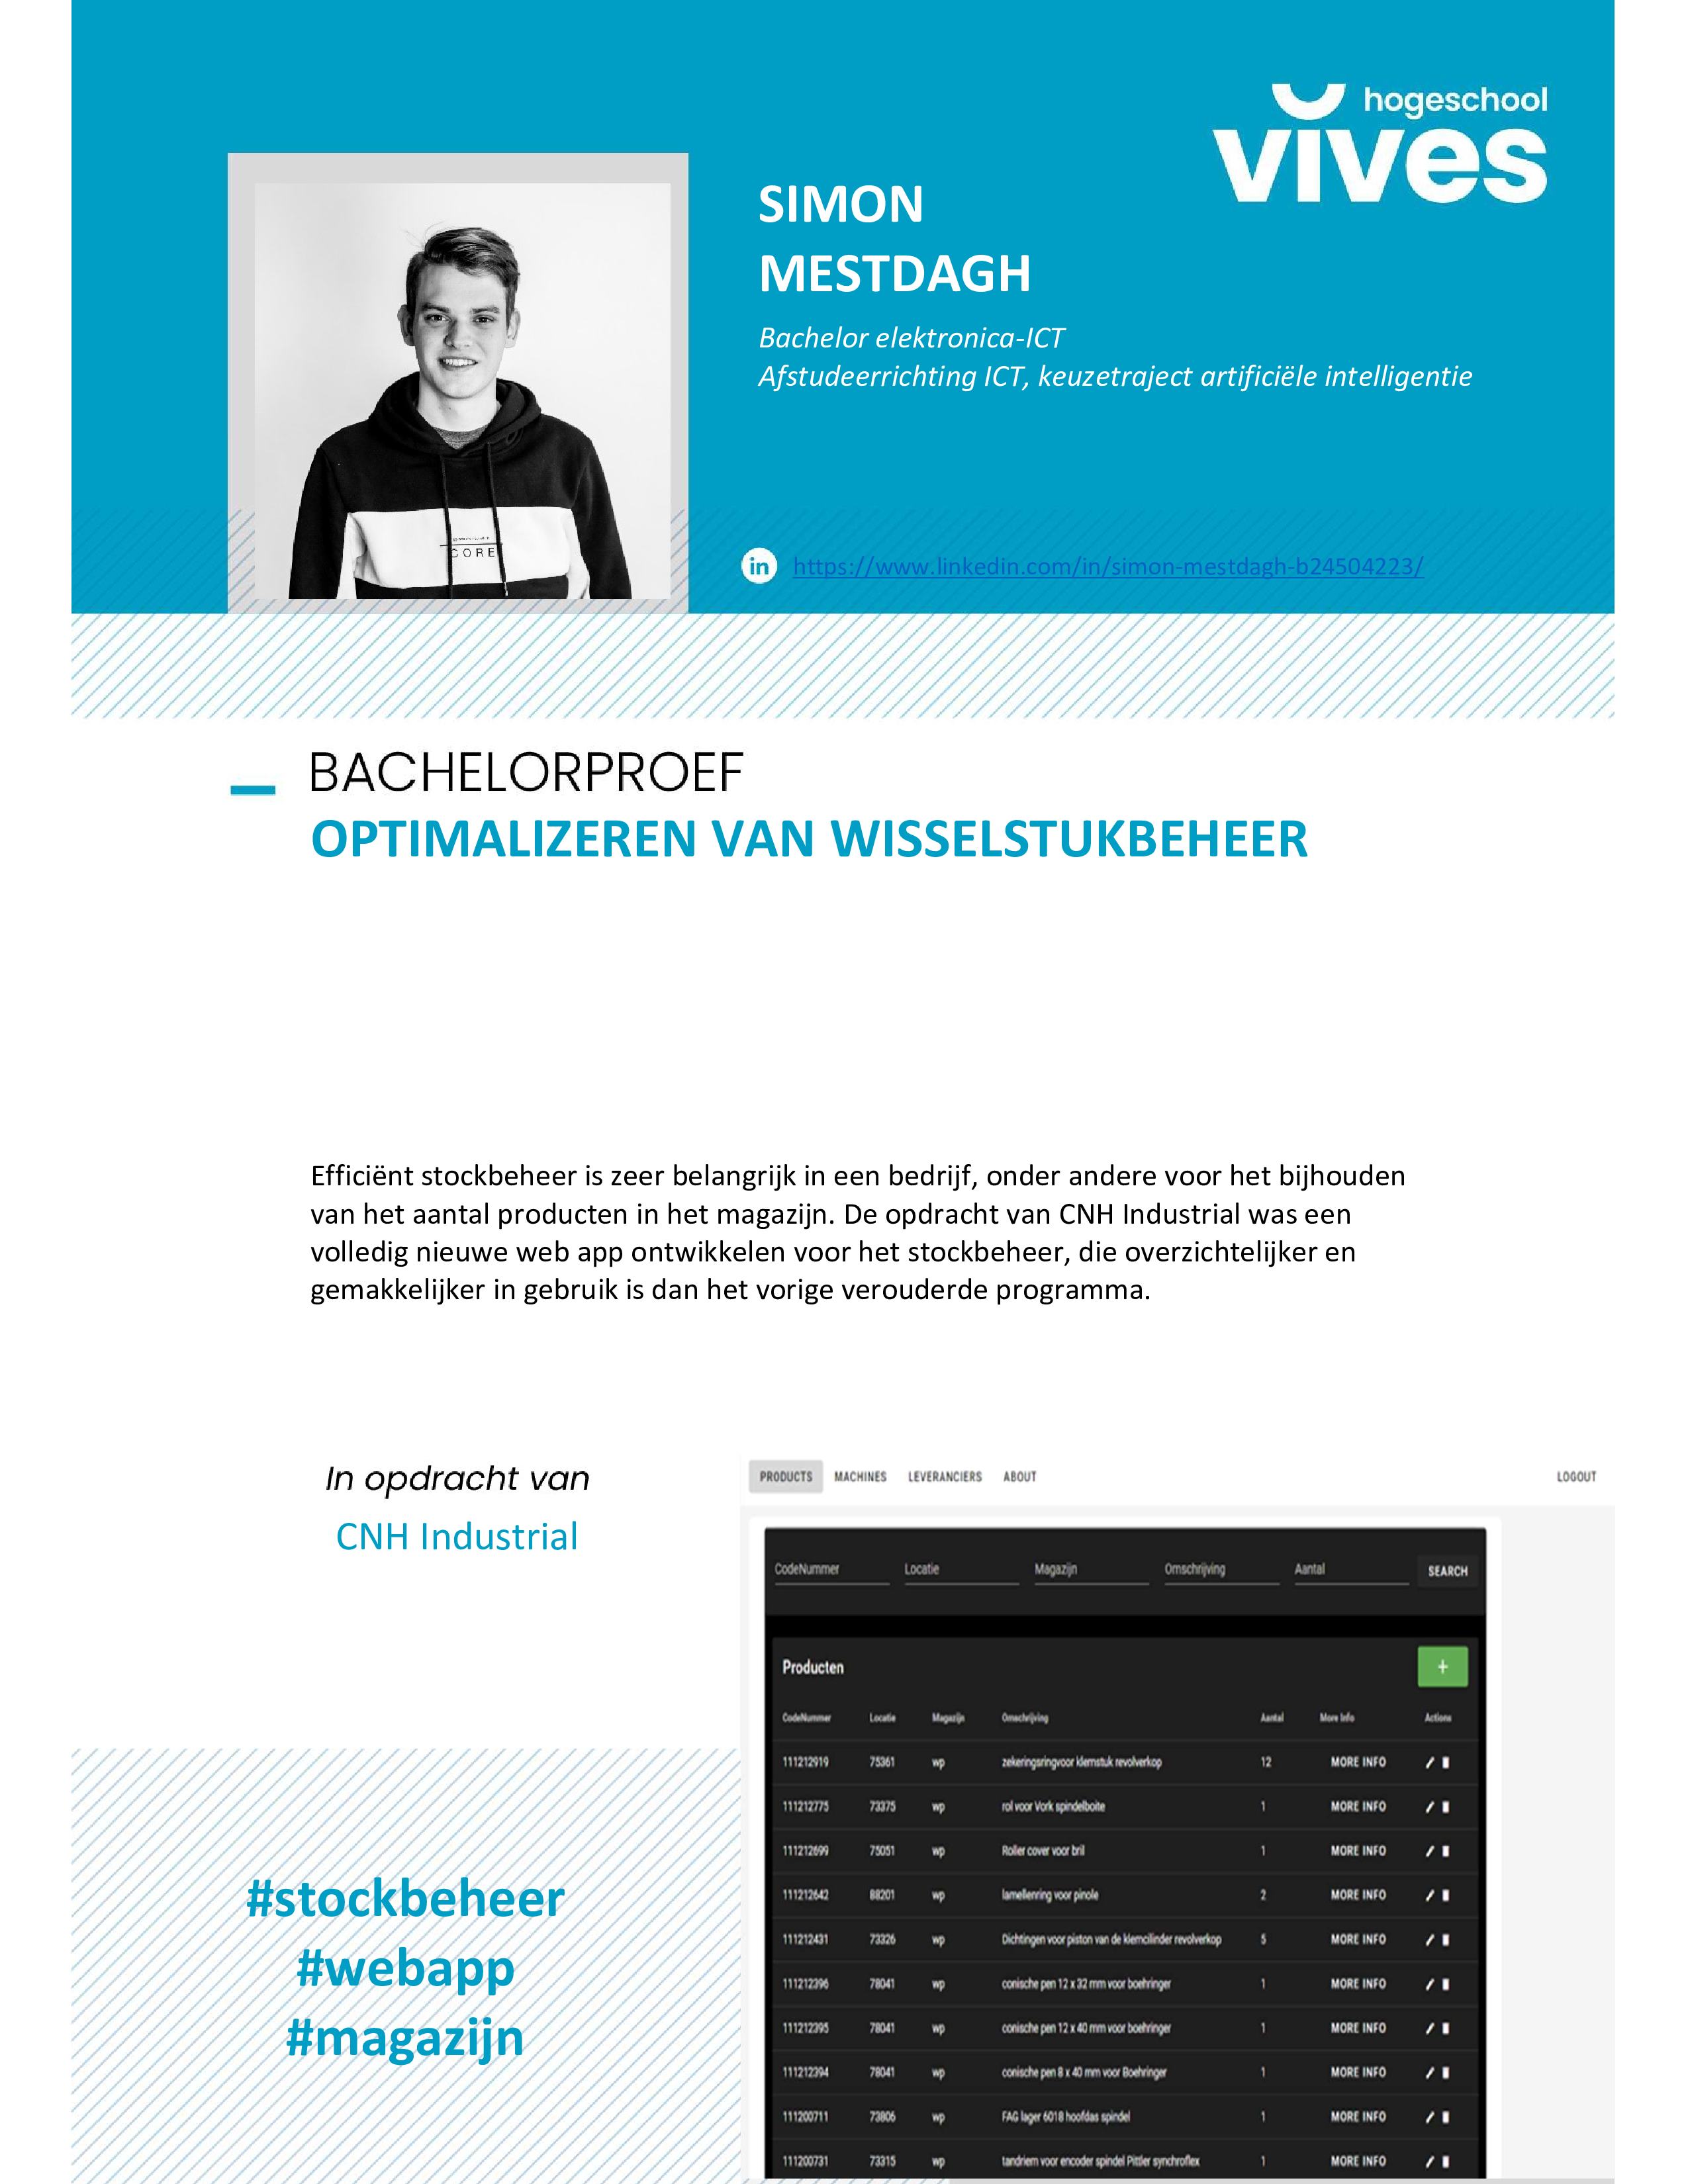 hogeschool
vives
SIMON
MESTDAGH
Bachelor elektronica-ICT
Afstudeerrichting ICT, keuzetraject artificiële intelligentie
CORE
https://www.linkedin.com/in/simon-mestdagh-b24504223/
BACHELORPROEF
OPTIMALIZEREN VAN WISSELSTUKBEHEER
Efficiënt stockbeheer is zeer belangrijk in een bedrijf, onder andere voor het bijhouden
van het aantal producten in het magazijn. De opdracht van CNH Industrial was een
volledig nieuwe web app ontwikkelen voor het stockbeheer, die overzichtelijker en
gemakkelijker in gebruik is dan het vorige verouderde programma.
In opdracht van
CNH Industrial
#stockbeheer
#webapp
#magazijn
PRODUCTS MACHINES LEVERANCIERS ABOUT LOGOUT
CodeNummer Locatie Magazijn Omschrijving Aantal SEARCH
Producten +
CodeNummer Locatie Magazijn Omschrijving Aantal More Info Actions
111212919 75361 wp zekeringsringvoor klemstuk revolverkop 12 MORE INFO
111212775 73375 wp rol voor Vork spindelboite 1 MORE INFO
111212699 75051 wp Roller cover voor bril 1 MORE INFO
111212642 88201 wp lamellenring voor pinole 2 MORE INFO
111212431 73326 wp Dichtingen voor piston van de klemcilinder revolverkop 5 MORE INFO
111212396 78041 wp conische pen 12 x 32 mm voor boehringer 1 MORE INFO
111212395 78041 wp conische pen 12 x 40 mm voor boehringer 1 MORE INFO
111212394 78041 wp conische pen 8 x 40 mm voor Boehringer 1 MORE INFO
111200711 73806 wp FAG lager 6018 hoofdas spindel 1 MORE INFO
111200731 73315 wp tandriem voor encoder spindel Pittler synchroflex 1 MORE INFO